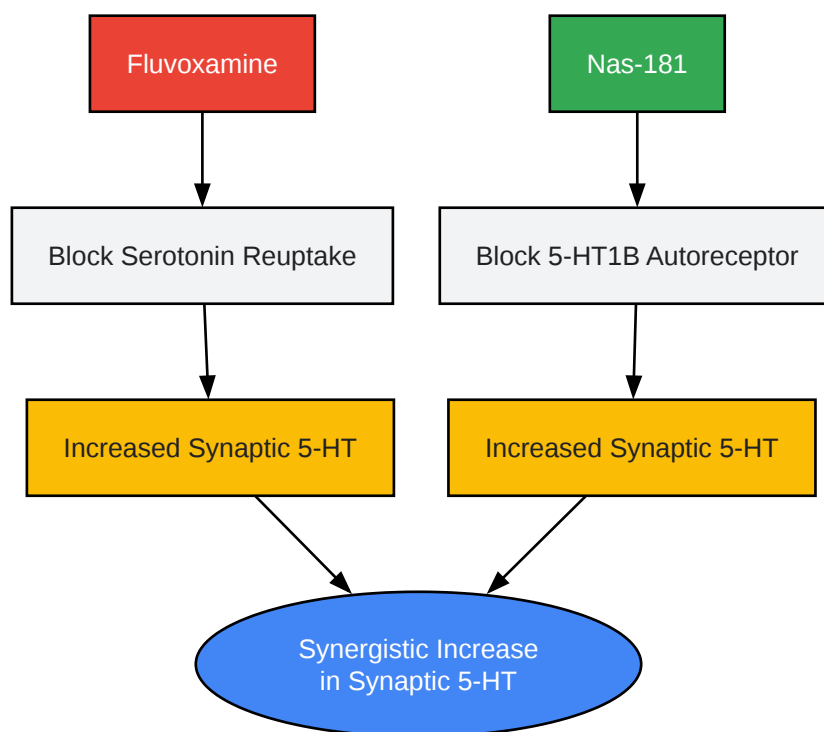 Fluvoxamine
Nas-181
Block Serotonin Reuptake
Block 5-HT1B Autoreceptor
Increased Synaptic 5-HT
Increased Synaptic 5-HT
Synergistic Increase
in Synaptic 5-HT